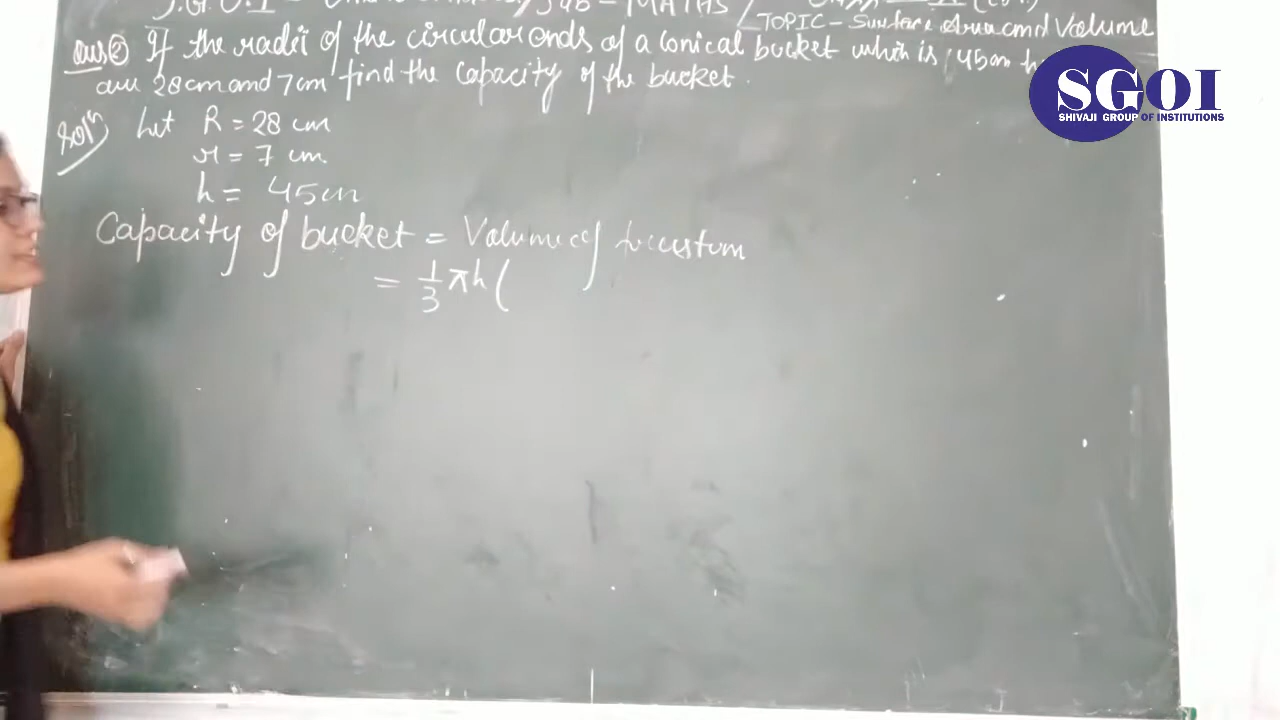 S.G.O.I MATHS /
TOPIC - Surface Area and Volume
Ques② If the radii of the circular ends of a conical bucket which is 45cm h
are 28cm and 7cm find the capacity of the bucket.
Solⁿ Let R = 28 cm
r = 7 cm
h = 45cm
Capacity of bucket = Volume of frustum
= 1/3 πh (
SGOI
SHIVAJI GROUP OF INSTITUTIONS